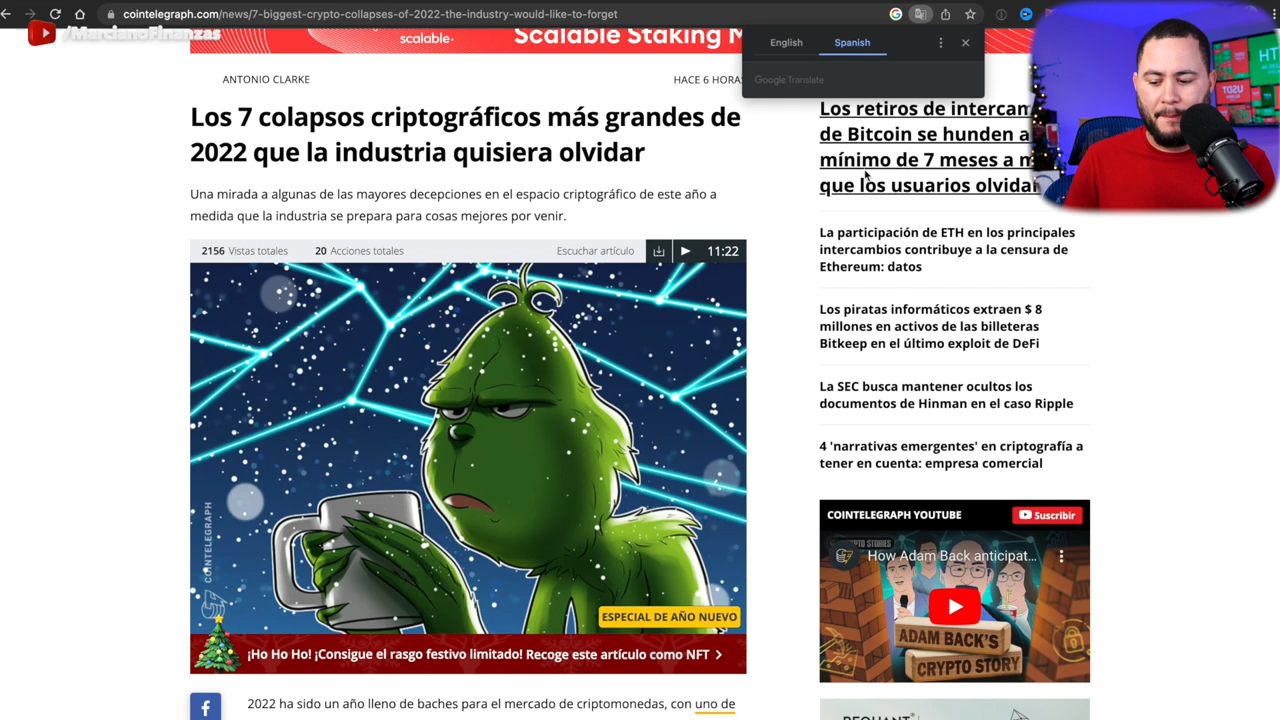 cointelegraph.com/news/7-biggest-crypto-collapses-of-2022-the-industry-would-like-to-forget
/MarcianoFinanzas
scalable.
Scalable Staking
English
Spanish
Google Translate
ANTONIO CLARKE
HACE 6 HORAS
Los 7 colapsos criptográficos más grandes de
2022 que la industria quisiera olvidar
Una mirada a algunas de las mayores decepciones en el espacio criptográfico de este año a
medida que la industria se prepara para cosas mejores por venir.
2156 Vistas totales
20 Acciones totales
Escuchar artículo
11:22
COINTELEGRAPH
ESPECIAL DE AÑO NUEVO
¡Ho Ho Ho! ¡Consigue el rasgo festivo limitado! Recoge este artículo como NFT >
2022 ha sido un año lleno de baches para el mercado de criptomonedas, con uno de
Los retiros de
de Bitcoin se hunden a
mínimo de 7 meses a
que los usuarios
La participación de ETH en los principales
intercambios contribuye a la censura de
Ethereum: datos
Los piratas informáticos extraen $ 8
millones en activos de las billeteras
Bitkeep en el último exploit de DeFi
La SEC busca mantener ocultos los
documentos de Hinman en el caso Ripple
4 'narrativas emergentes' en criptografía a
tener en cuenta: empresa comercial
COINTELEGRAPH YOUTUBE
Suscribir
How Adam Back anticipat...
ADAM BACK'S
CRYPTO STORY
USDT